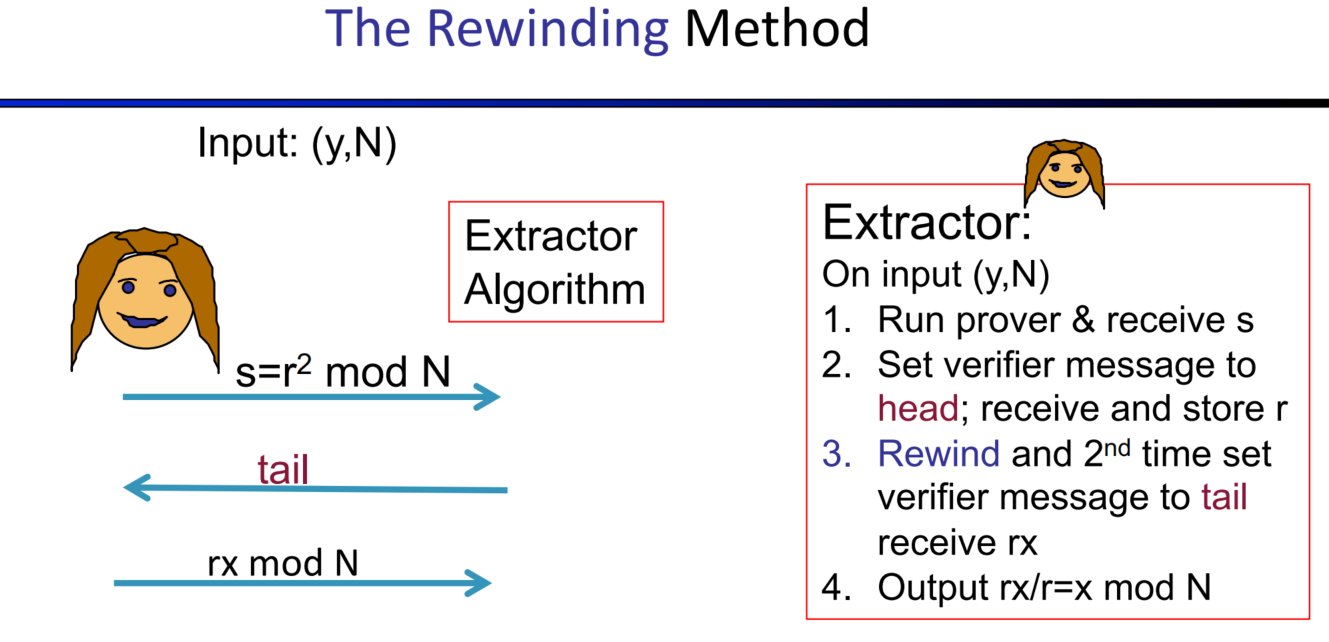 The Rewinding Method
Input: (y,N)
Extractor
Algorithm
s=r² mod N
tail
rx mod N
Extractor:
On input (y,N)
1. Run prover & receive s
2. Set verifier message to
head; receive and store r
3. Rewind and 2ⁿᵈ time set
verifier message to tail
receive rx
4. Output rx/r=x mod N